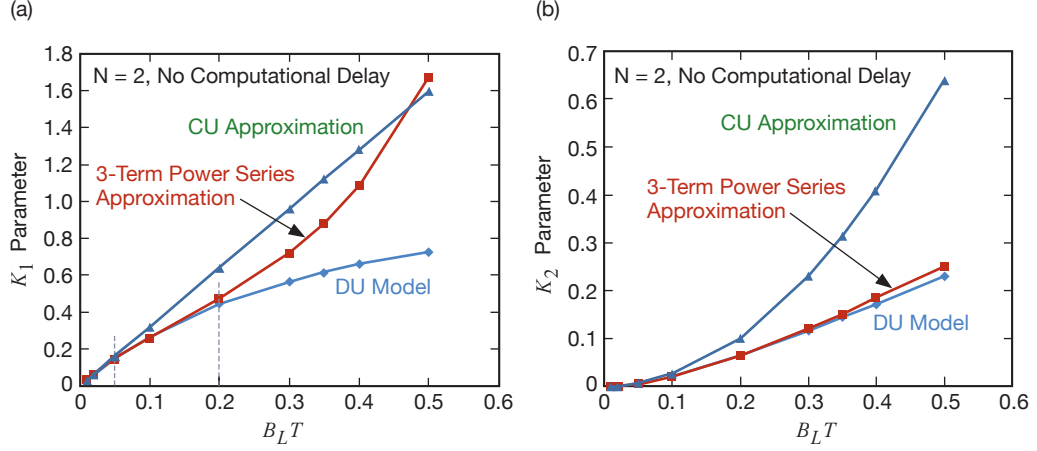 (a)
1.8
1.6
1.4
1.2
1.0
0.8
0.6
0.4
0.2
0
K1 Parameter
N = 2, No Computational Delay
CU Approximation
3-Term Power Series
Approximation
DU Model
0
0.1
0.2
0.3
0.4
0.5
0.6
BLT
(b)
0.7
0.6
0.5
0.4
0.3
0.2
0.1
0
K2 Parameter
N = 2, No Computational Delay
CU Approximation
3-Term Power Series
Approximation
DU Model
0
0.1
0.2
0.3
0.4
0.5
0.6
BLT